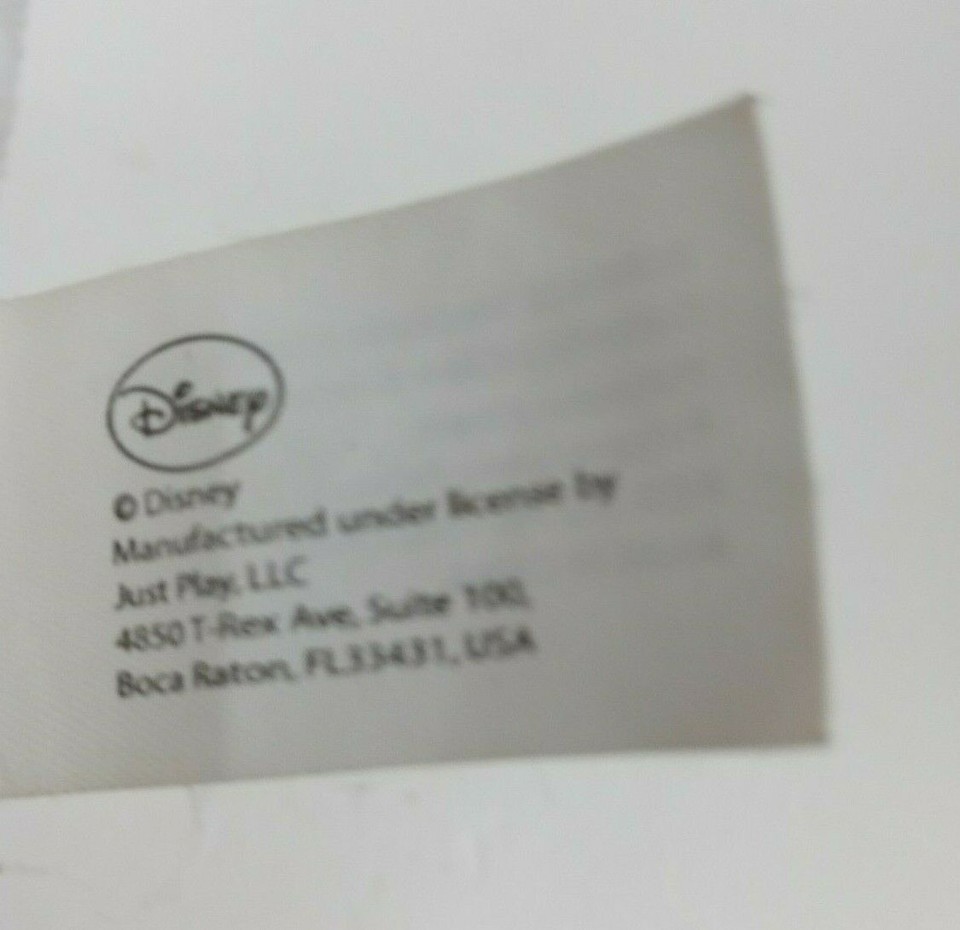 Disney
© Disney
Manufactured under license by
Just Play, LLC
4850 T-Rex Ave, Suite 100,
Boca Raton, FL33431, USA